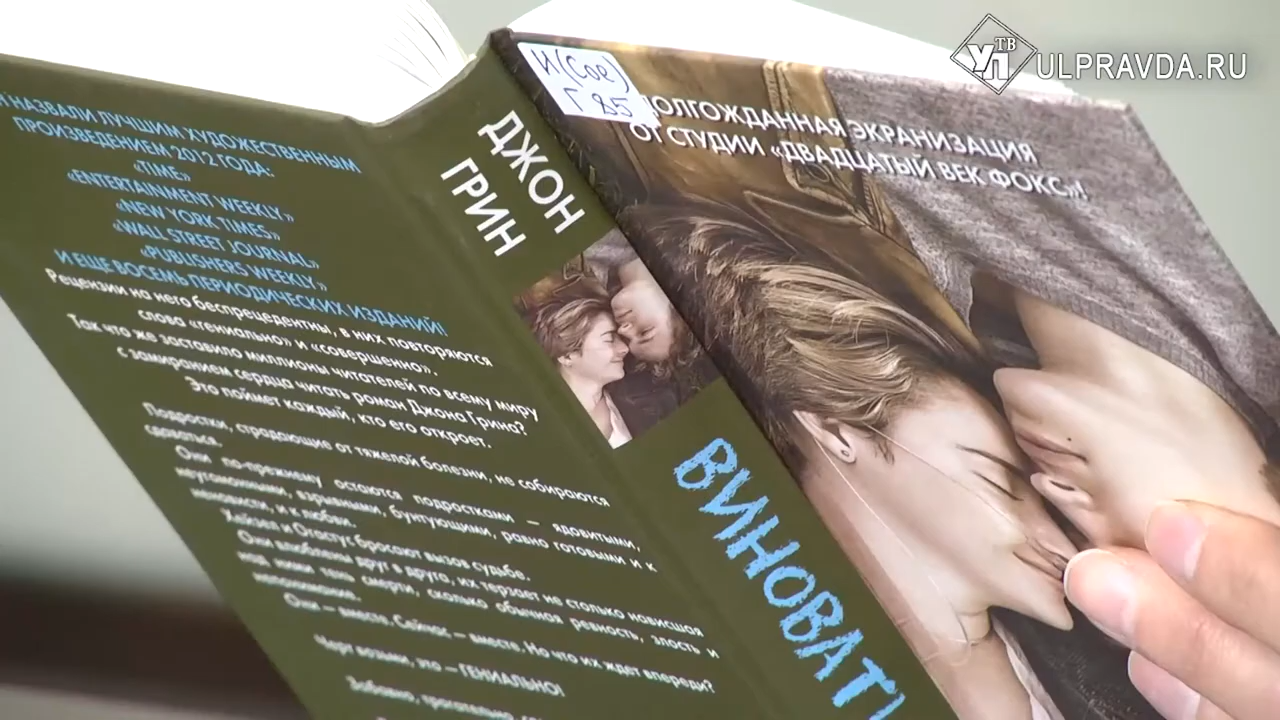 Й НАЗВАЛИ ЛУЧШИМ ХУДОЖЕСТВЕННЫМ
ПРОИЗВЕДЕНИЕМ 2012 ГОДА:
«TIME»
«ENTERTAINMENT WEEKLY»
«NEW YORK TIMES»
«WALL STREET JOURNAL»
«PUBLISHERS WEEKLY»
И ЕЩЕ ВОСЕМЬ ПЕРИОДИЧЕСКИХ ИЗДАНИЙ!
Рецензии на него беспрецедентны, в них повторяются
слова «гениально» и «совершенно».
Так что же заставило миллионы читателей по всему миру
с замиранием сердца читать роман Джона Грина?
Это поймет каждый, кто его откроет.
Подростки, страдающие от тяжелой болезни, не собираются
сдаваться.
Они по-прежнему остаются подростками — ядовитыми,
неугомонными, взрывными, бунтующими, равно готовыми и к
ненависти, и к любви.
Хейзел и Огастус бросают вызов судьбе.
Они влюблены друг в друга, их терзает не столько нависшая
над ними тень смерти, сколько обычная ревность, злость и
непонимание.
Они — вместе. Сейчас — вместе. Но что их ждет впереди?
Черт возьми, это — ГЕНИАЛЬНО!
Забавно, трогательно,
ДЖОН
ГРИН
ВИНОВАТЫ
И(Сое)
Г 85
ДОЛГОЖДАННАЯ ЭКРАНИЗАЦИЯ
ОТ СТУДИИ «ДВАДЦАТЫЙ ВЕК ФОКС»!
УП ТВ
ULPRAVDA.RU